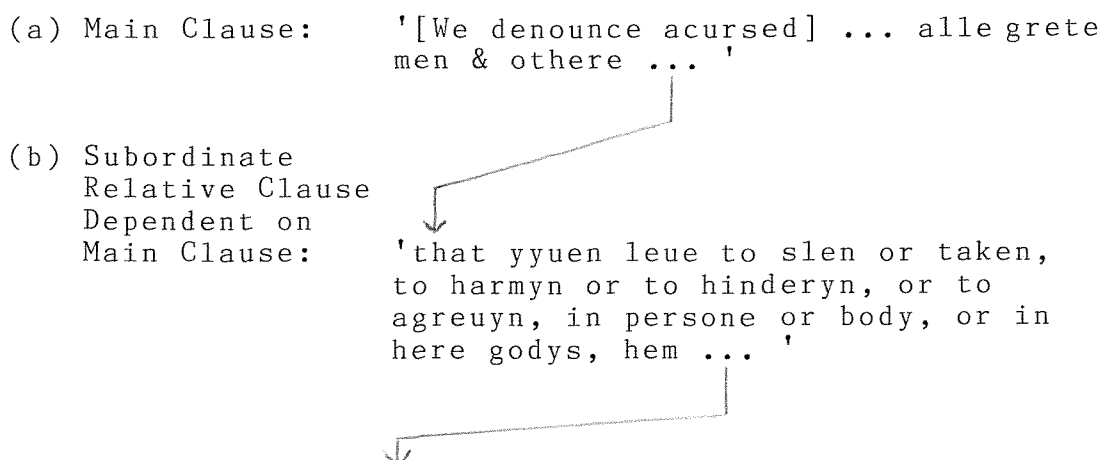 (a) Main Clause: '[We denounce acursed] ... alle grete
men & othere ... '
(b) Subordinate
Relative Clause
Dependent on
Main Clause: 'that yyuen leue to slen or taken,
to harmyn or to hinderyn, or to
agreuyn, in persone or body, or in
here godys, hem ... '